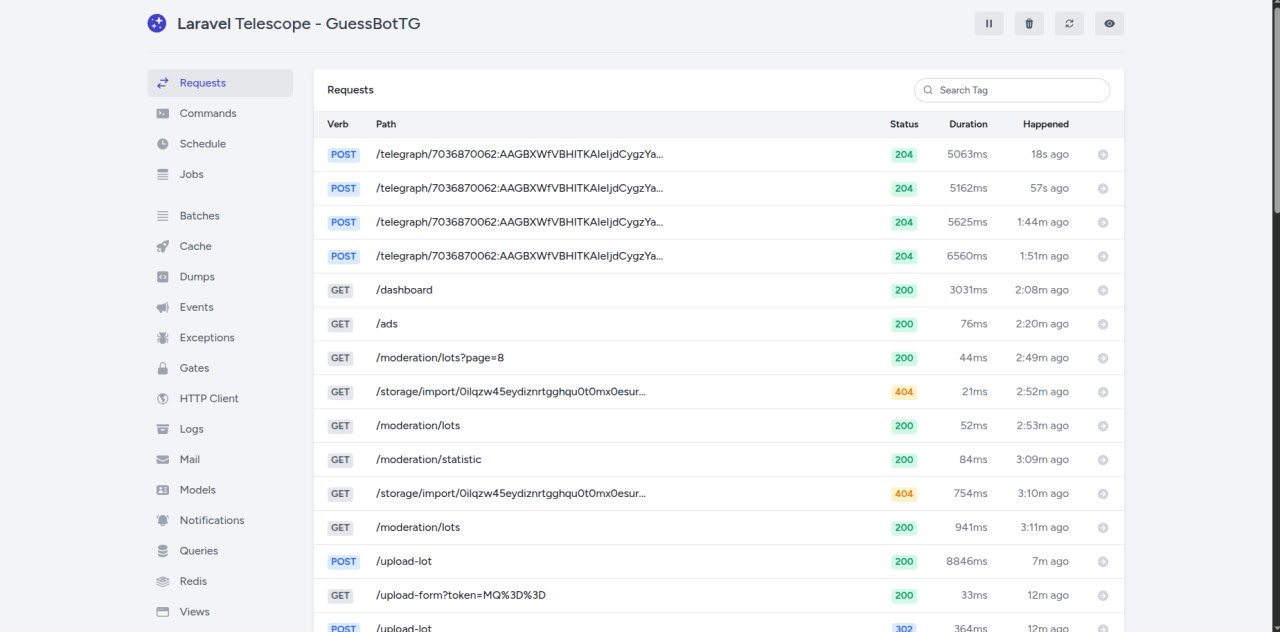 Laravel Telescope - GuessBotTG
Requests
Commands
Schedule
Jobs
Batches
Cache
Dumps
Events
Exceptions
Gates
HTTP Client
Logs
Mail
Models
Notifications
Queries
Redis
Views
Requests
Search Tag
Verb Path Status Duration Happened
POST /telegraph/7036870062:AAGBXWfVBHITKAIeIjdCygzYa... 204 5063ms 18s ago
POST /telegraph/7036870062:AAGBXWfVBHITKAIeIjdCygzYa... 204 5162ms 57s ago
POST /telegraph/7036870062:AAGBXWfVBHITKAIeIjdCygzYa... 204 5625ms 1:44m ago
POST /telegraph/7036870062:AAGBXWfVBHITKAIeIjdCygzYa... 204 6560ms 1:51m ago
GET /dashboard 200 3031ms 2:08m ago
GET /ads 200 76ms 2:20m ago
GET /moderation/lots?page=8 200 44ms 2:49m ago
GET /storage/import/0ilqzw45eydiznrtgghqu0t0mx0esur... 404 21ms 2:52m ago
GET /moderation/lots 200 52ms 2:53m ago
GET /moderation/statistic 200 84ms 3:09m ago
GET /storage/import/0ilqzw45eydiznrtgghqu0t0mx0esur... 404 754ms 3:10m ago
GET /moderation/lots 200 941ms 3:11m ago
POST /upload-lot 200 8846ms 7m ago
GET /upload-form?token=MQ%3D%3D 200 33ms 12m ago
POST /upload-lot 302 364ms 12m ago